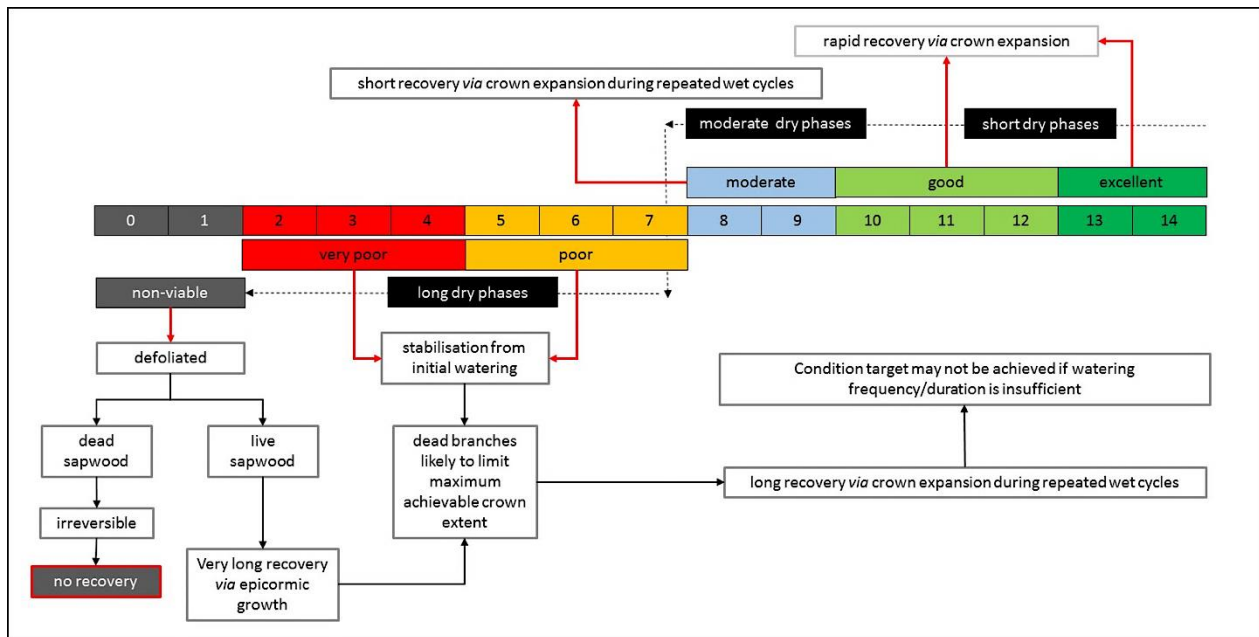 rapid recovery via crown expansion
short recovery via crown expansion during repeated wet cycles
moderate dry phases
short dry phases
moderate
good
excellent
0
1
2
3
4
5
6
7
8
9
10
11
12
13
14
very poor
poor
non-viable
long dry phases
defoliated
stabilisation from
initial watering
Condition target may not be achieved if watering
frequency/duration is insufficient
dead
sapwood
live
sapwood
dead branches
likely to limit
maximum
achievable crown
extent
long recovery via crown expansion during repeated wet cycles
irreversible
Very long recovery
via epicormic
growth
no recovery